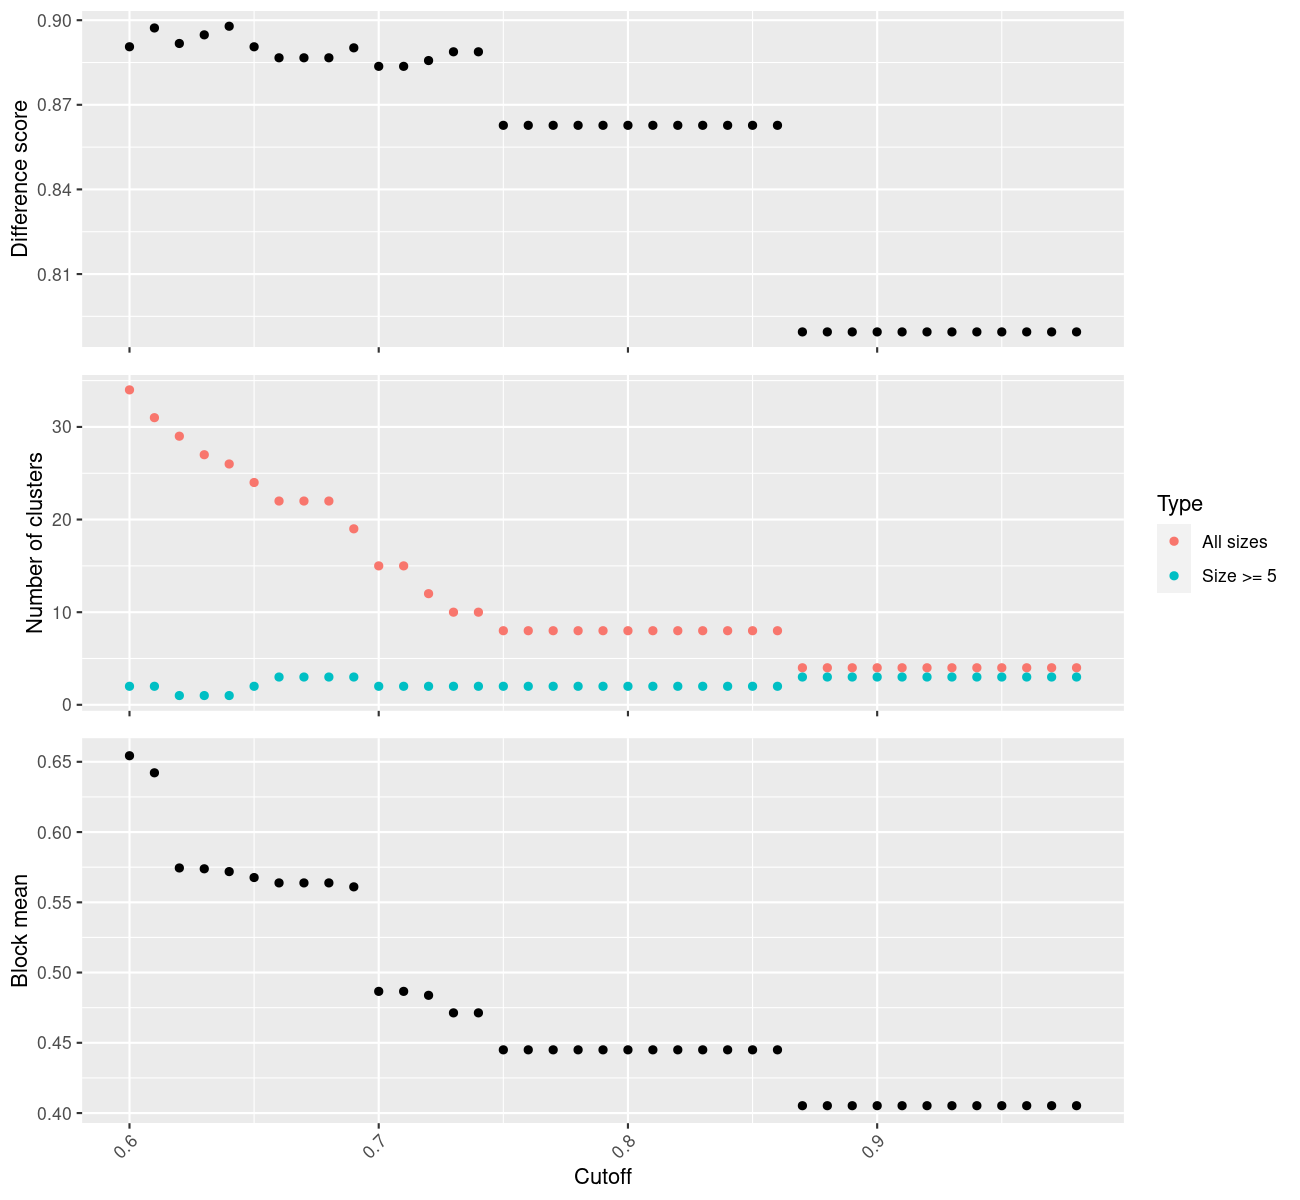 Difference score
0.90
0.87
0.84
0.81
Number of clusters
30
20
10
0
Type
All sizes
Size >= 5
Block mean
0.65
0.60
0.55
0.50
0.45
0.40
0.6 0.7 0.8 0.9
Cutoff